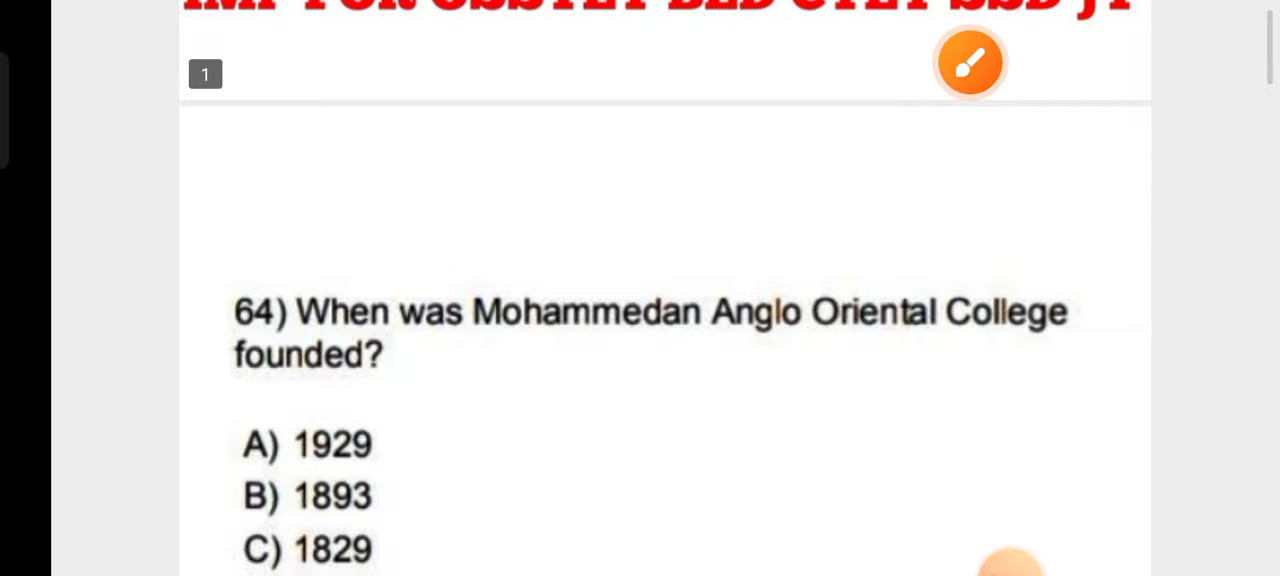 1
64) When was Mohammedan Anglo Oriental College
founded?
A) 1929
B) 1893
C) 1829